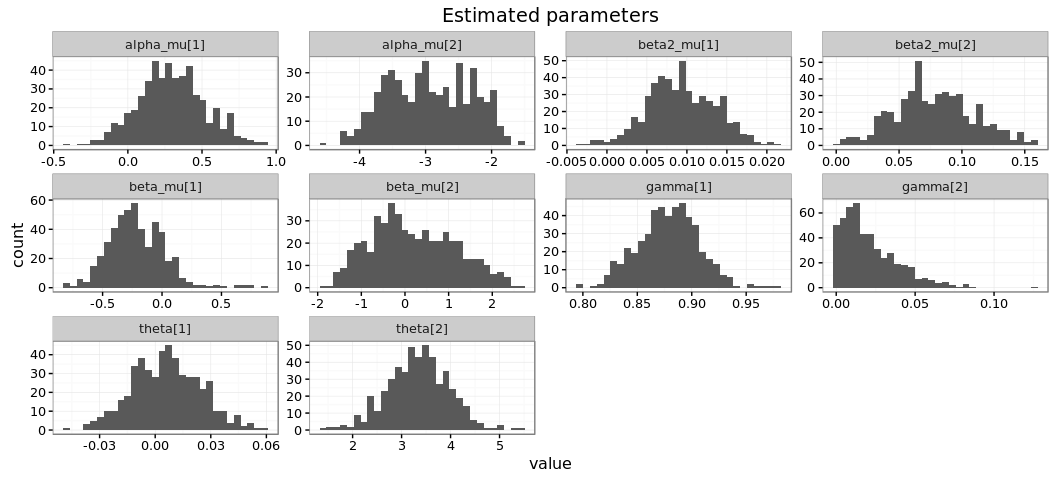 Estimated parameters
alpha_mu[1] alpha_mu[2] beta2_mu[1] beta2_mu[2]
40 30 20 10 0
30 20 10 0
50 40 30 20 10 0
50 40 30 20 10 0
-0.5 0.0 0.5 1.0
-4 -3 -2
-0.005 0.000 0.005 0.010 0.015 0.020
0.00 0.05 0.10 0.15
beta_mu[1] beta_mu[2] gamma[1] gamma[2]
60 40 20 0
30 20 10 0
40 30 20 10 0
60 40 20 0
-0.5 0.0 0.5
-2 -1 0 1 2
0.80 0.85 0.90 0.95
0.00 0.05 0.10
theta[1] theta[2]
40 30 20 10 0
50 40 30 20 10 0
-0.03 0.00 0.03 0.06
2 3 4 5
count
value